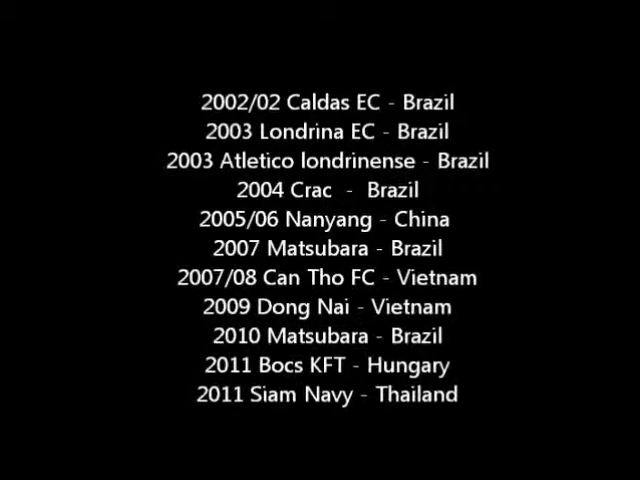 2002/02 Caldas EC - Brazil
2003 Londrina EC - Brazil
2003 Atletico londrinense - Brazil
2004 Crac - Brazil
2005/06 Nanyang - China
2007 Matsubara - Brazil
2007/08 Can Tho FC - Vietnam
2009 Dong Nai - Vietnam
2010 Matsubara - Brazil
2011 Bocs KFT - Hungary
2011 Siam Navy - Thailand